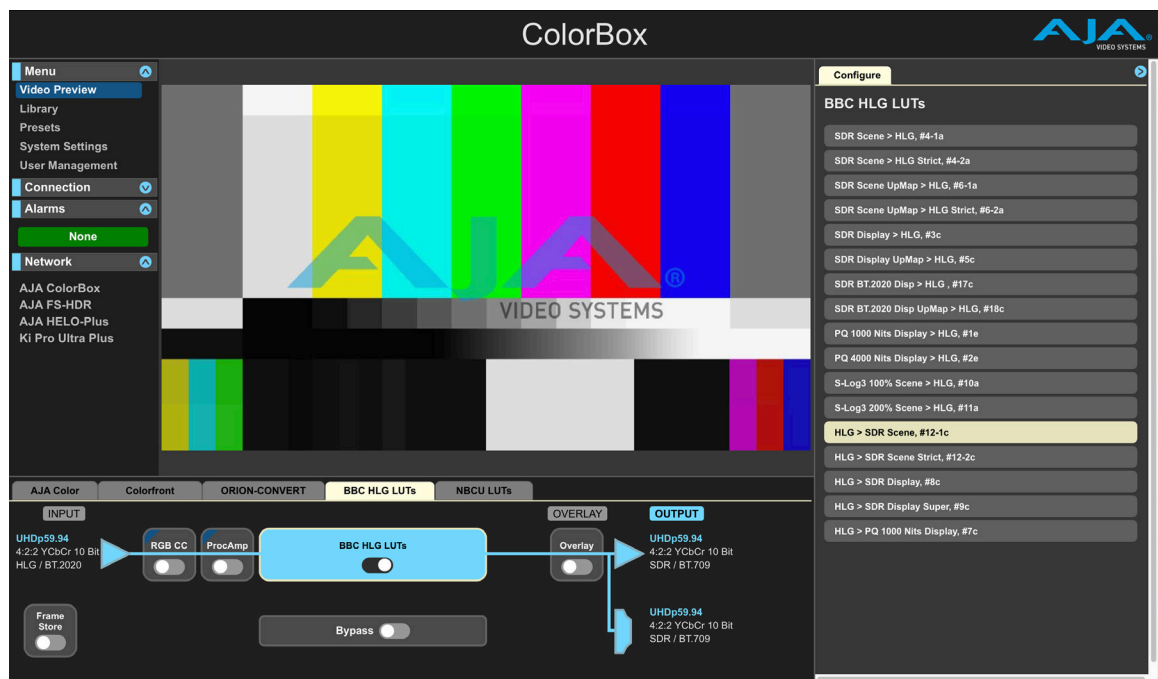 ColorBox
AJA
VIDEO SYSTEMS
Menu
Video Preview
Library
Presets
System Settings
User Management
Connection
Alarms
None
Network
AJA ColorBox
AJA FS-HDR
AJA HELO-Plus
Ki Pro Ultra Plus
AJA®
VIDEO SYSTEMS
Configure
BBC HLG LUTs
SDR Scene > HLG, #4-1a
SDR Scene > HLG Strict, #4-2a
SDR Scene UpMap > HLG, #6-1a
SDR Scene UpMap > HLG Strict, #6-2a
SDR Display > HLG, #3c
SDR Display UpMap > HLG, #5c
SDR BT.2020 Disp > HLG , #17c
SDR BT.2020 Disp UpMap > HLG, #18c
PQ 1000 Nits Display > HLG, #1e
PQ 4000 Nits Display > HLG, #2e
S-Log3 100% Scene > HLG, #10a
S-Log3 200% Scene > HLG, #11a
HLG > SDR Scene, #12-1c
HLG > SDR Scene Strict, #12-2c
HLG > SDR Display, #8c
HLG > SDR Display Super, #9c
HLG > PQ 1000 Nits Display, #7c
AJA Color Colorfront ORION-CONVERT BBC HLG LUTs NBCU LUTs
INPUT
UHDp59.94
4:2:2 YCbCr 10 Bit
HLG / BT.2020
RGB CC
ProcAmp
BBC HLG LUTs
OVERLAY
Overlay
OUTPUT
UHDp59.94
4:2:2 YCbCr 10 Bit
SDR / BT.709
Frame
Store
Bypass
UHDp59.94
4:2:2 YCbCr 10 Bit
SDR / BT.709